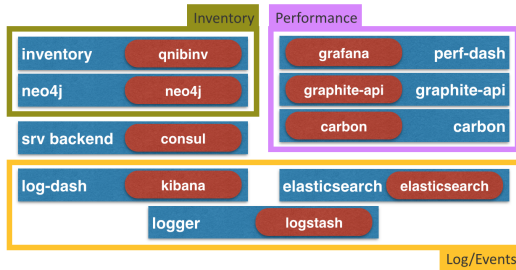 Inventory
Performance
inventory qnibinv
grafana perf-dash
neo4j neo4j
graphite-api graphite-api
srv backend consul
carbon carbon
log-dash kibana
elasticsearch elasticsearch
logger logstash
Log/Events